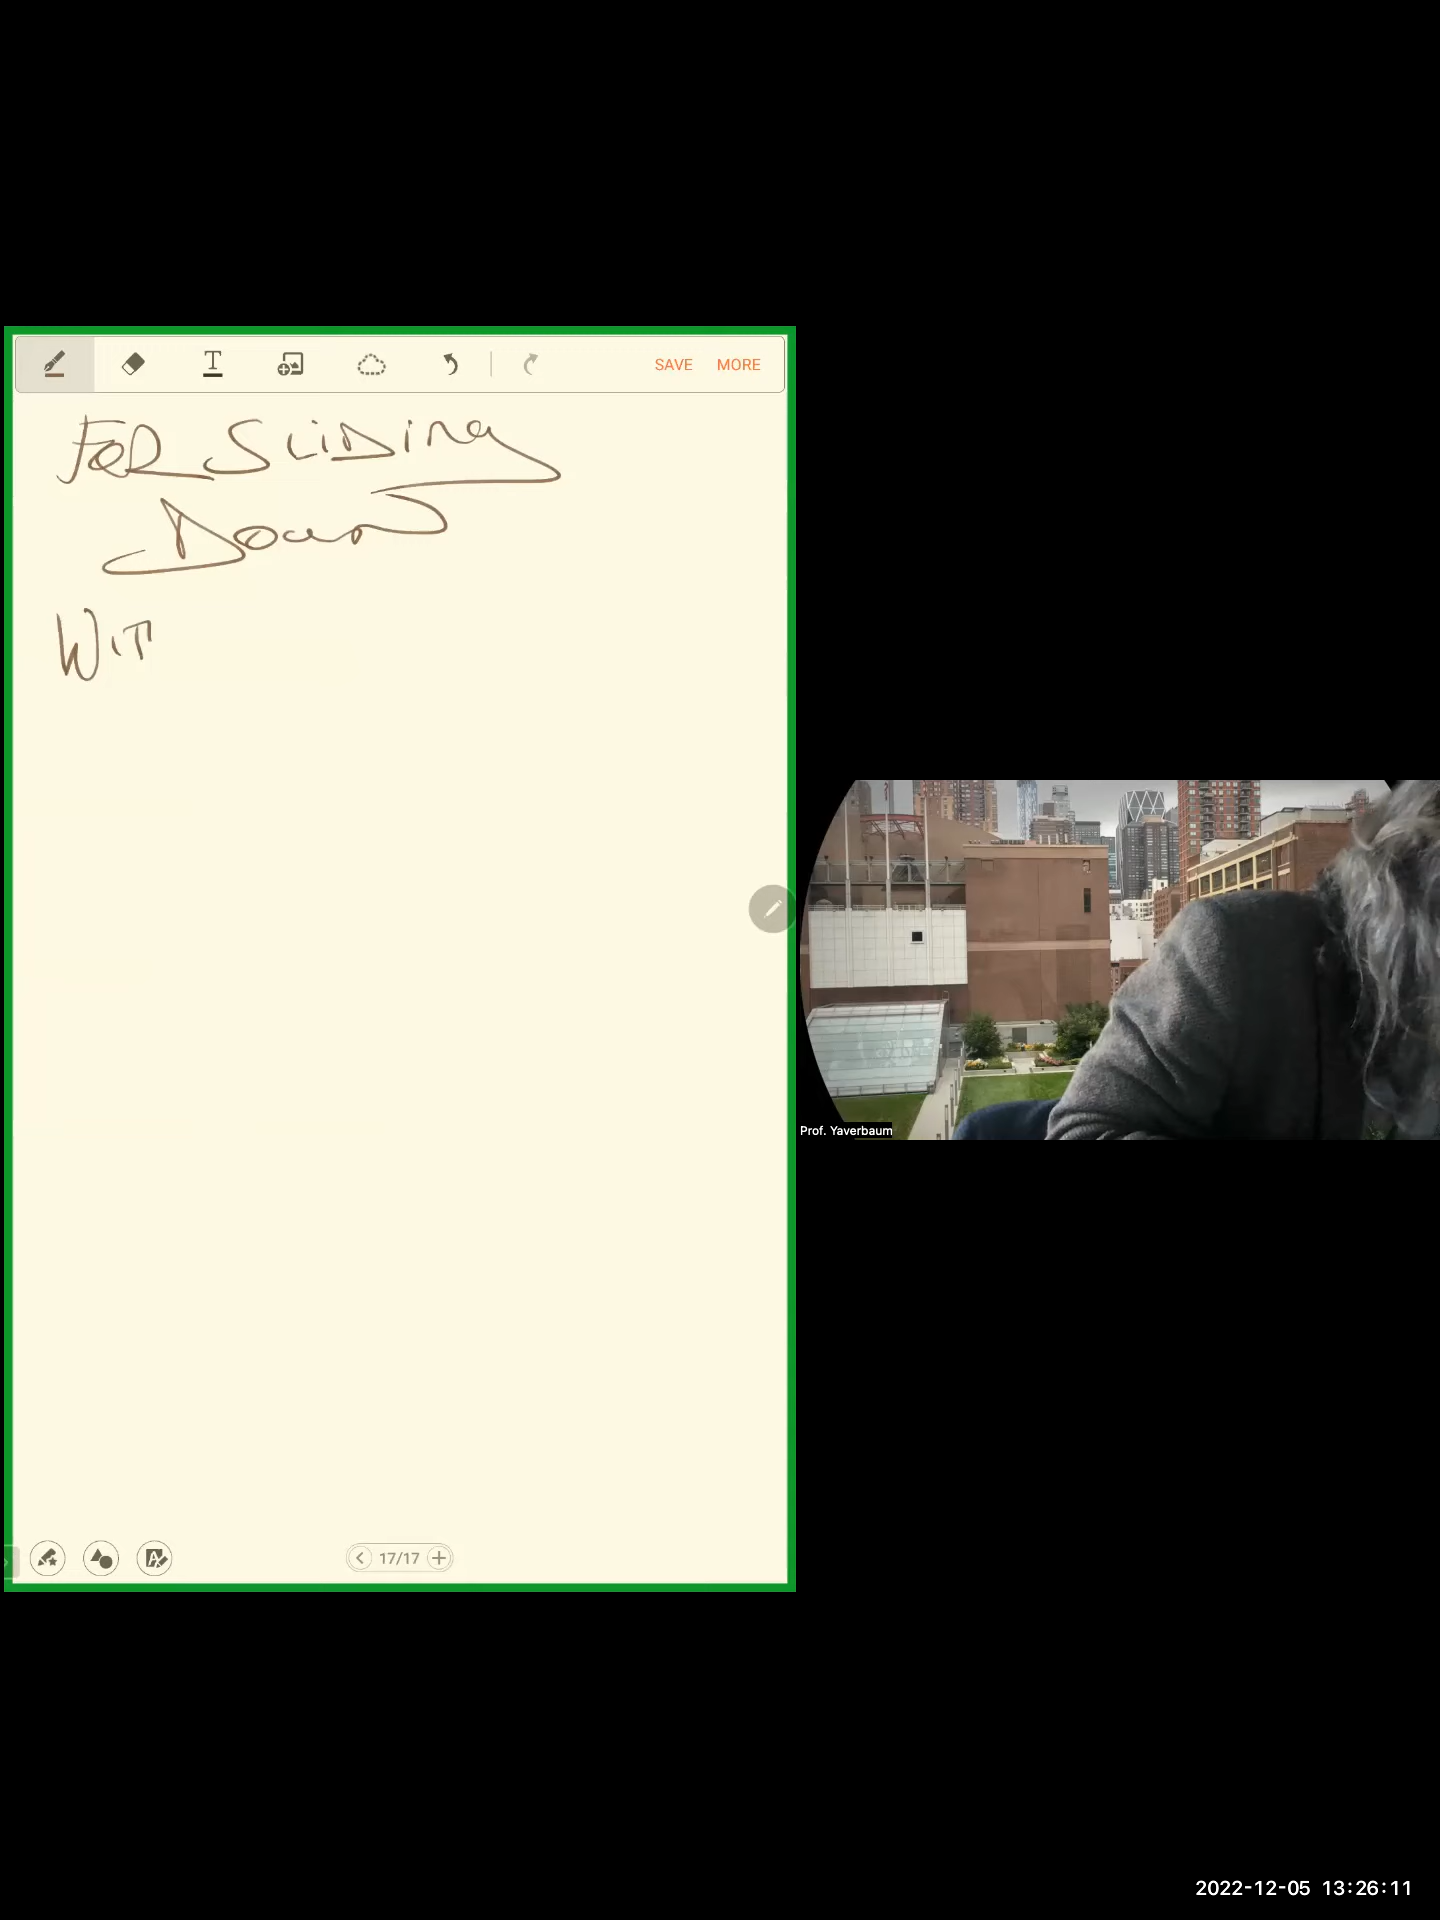 T
SAVE MORE
FOR SLIDING
DOWN
WIT
Prof. Yaverbaum
A
17/17
2022-12-05 13:26:11